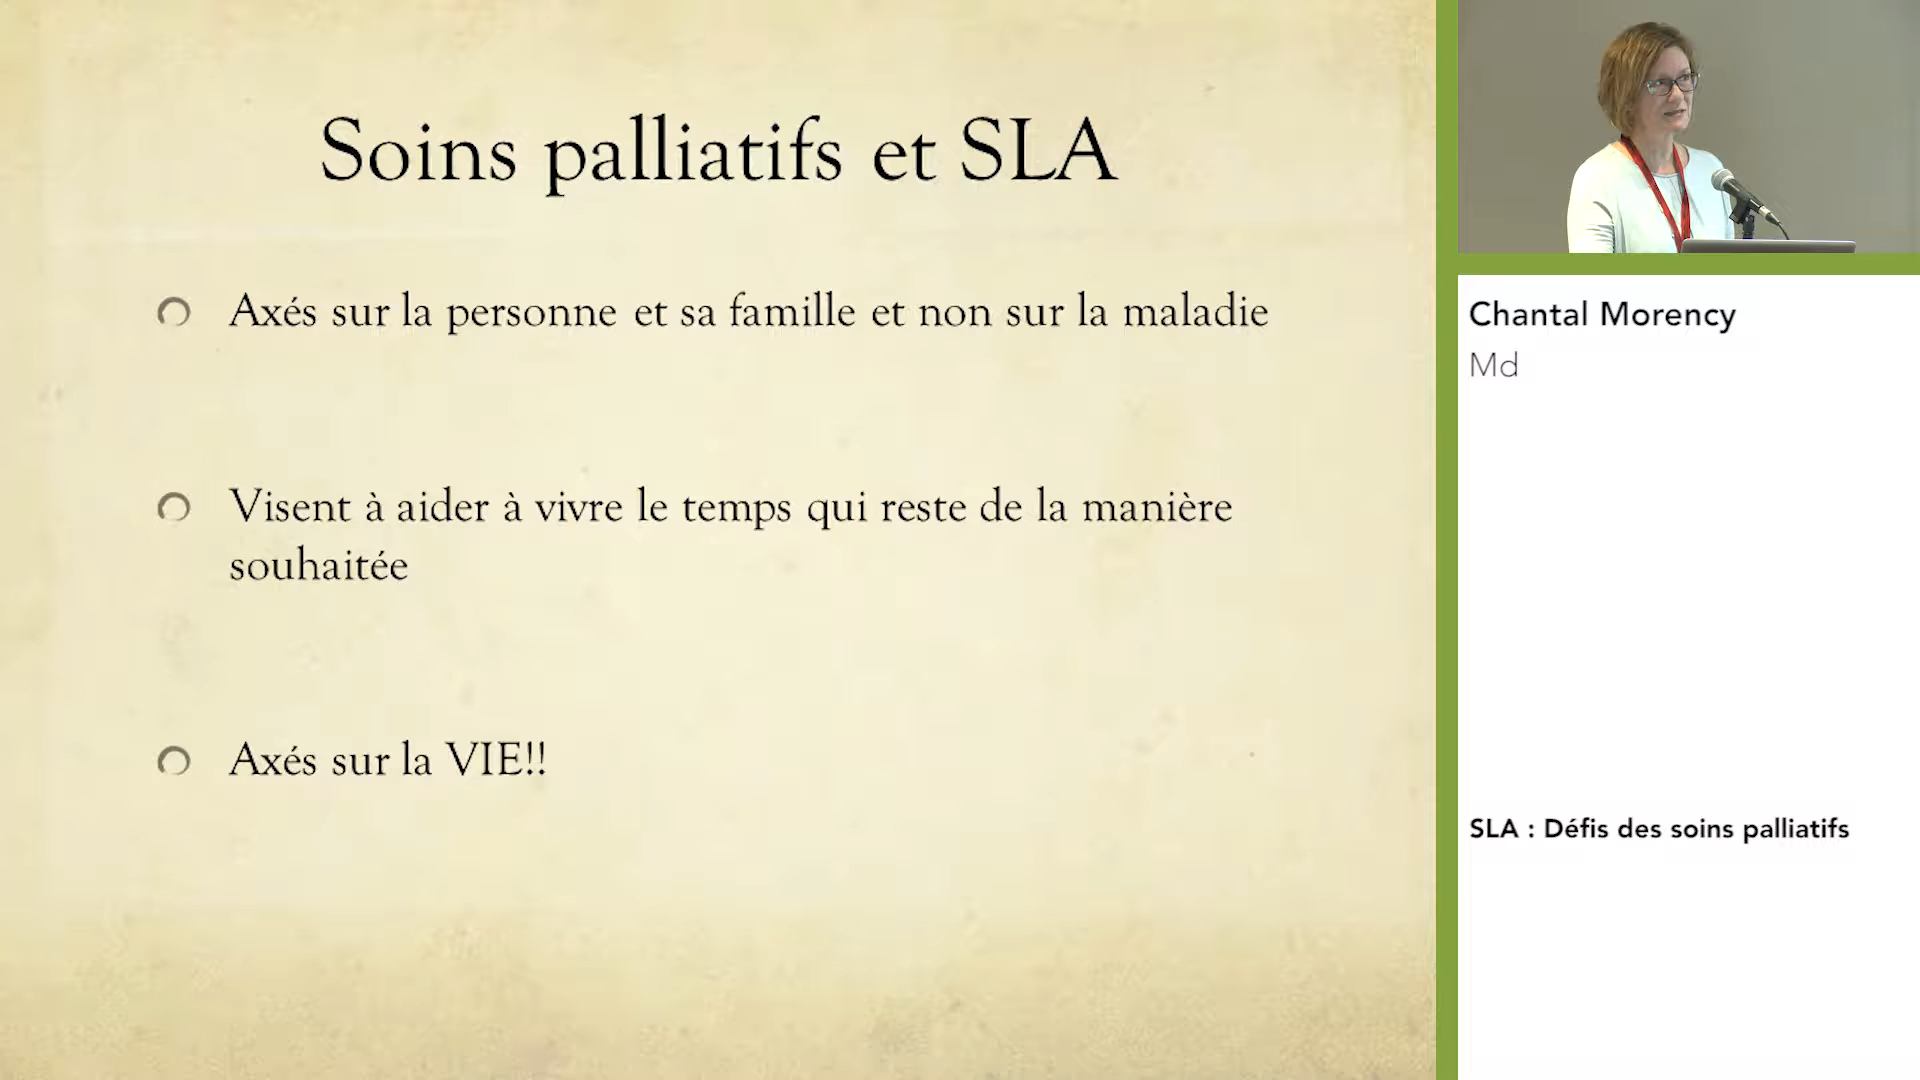 Soins palliatifs et SLA
Axés sur la personne et sa famille et non sur la maladie
Visent à aider à vivre le temps qui reste de la manière
souhaitée
Axés sur la VIE!!
Chantal Morency
Md
SLA : Défis des soins palliatifs